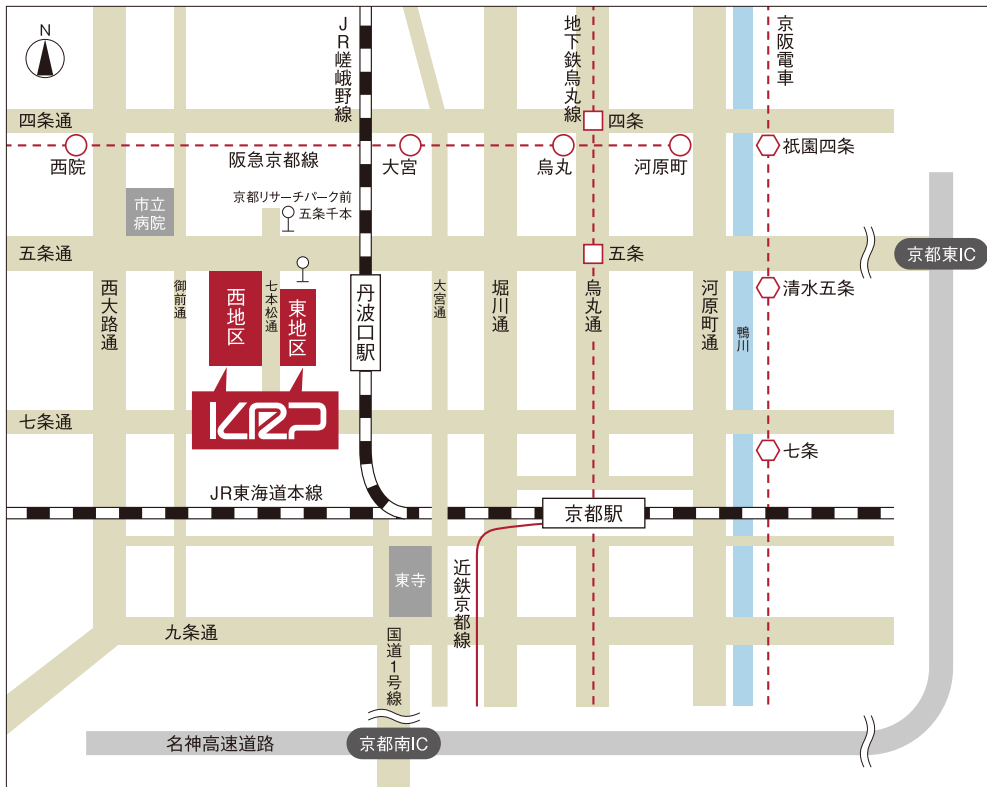 N
JR嵯峨野線
地下鉄烏丸線
京阪電車
四条通
四条
西院
阪急京都線
大宮
烏丸
河原町
祇園四条
市立
病院
京都リサーチパーク前
五条千本
五条通
五条
京都東IC
西大路通
御前通
西地区
七本松通
東地区
丹波口駅
大宮通
堀川通
烏丸通
河原町通
鴨川
清水五条
七条通
KRP
七条
JR東海道本線
京都駅
東寺
近鉄京都線
九条通
国道1号線
名神高速道路
京都南IC